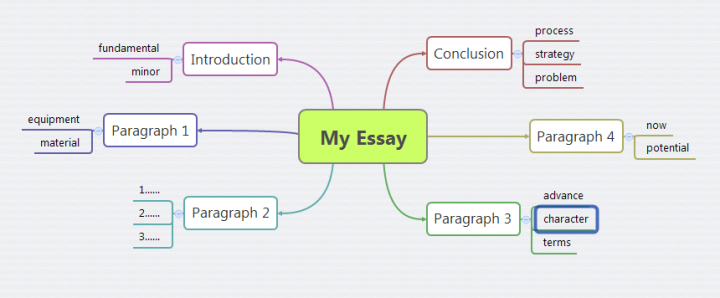 My Essay
Introduction
fundamental
minor
Paragraph 1
equipment
material
Paragraph 2
1......
2......
3......
Conclusion
process
strategy
problem
Paragraph 4
now
potential
Paragraph 3
advance
character
terms